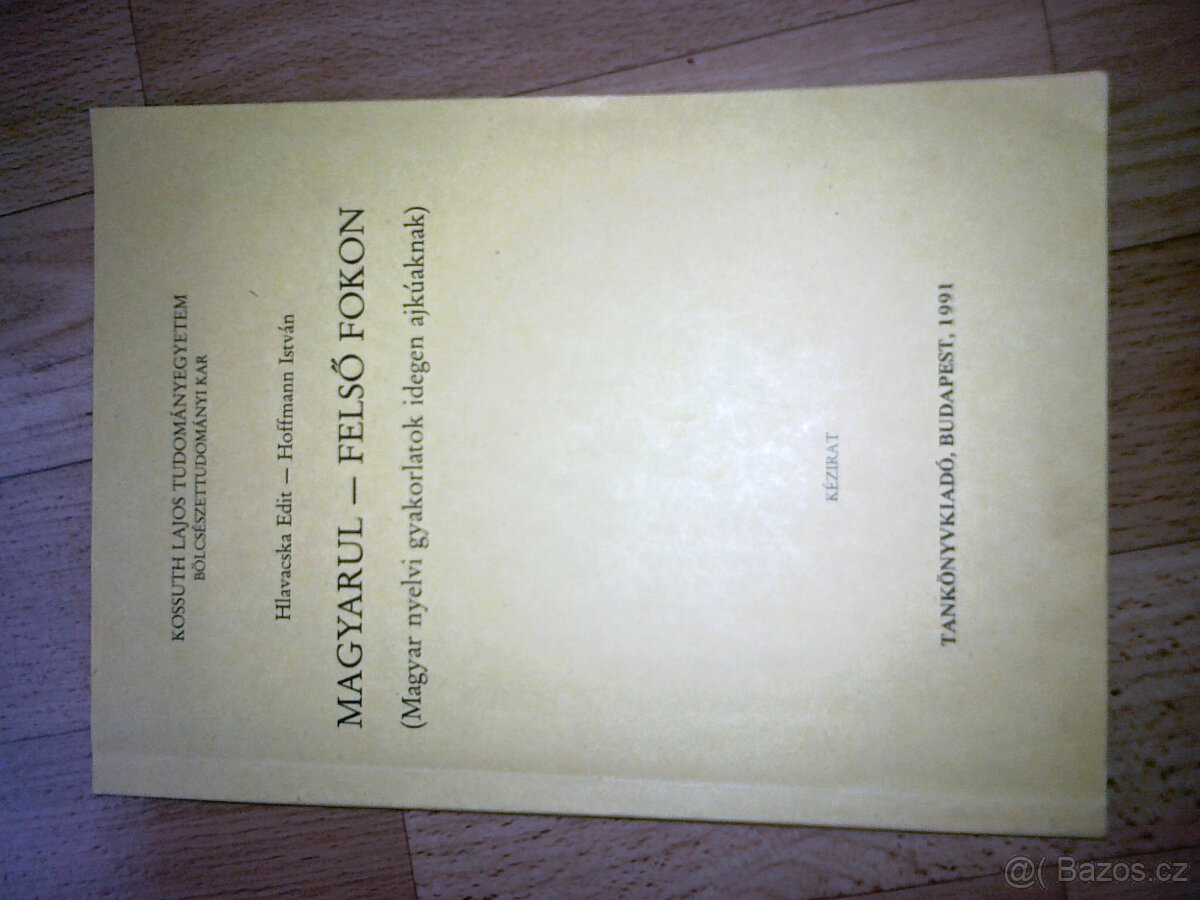 KOSSUTH LAJOS TUDOMÁNYEGYETEM
BÖLCSÉSZETTUDOMÁNYI KAR
Hlavacska Edit — Hoffmann István
MAGYARUL — FELSŐ FOKON
(Magyar nyelvi gyakorlatok idegen ajkúaknak)
KÉZIRAT
TANKÖNYVKIADÓ, BUDAPEST, 1991
@( Bazos.cz